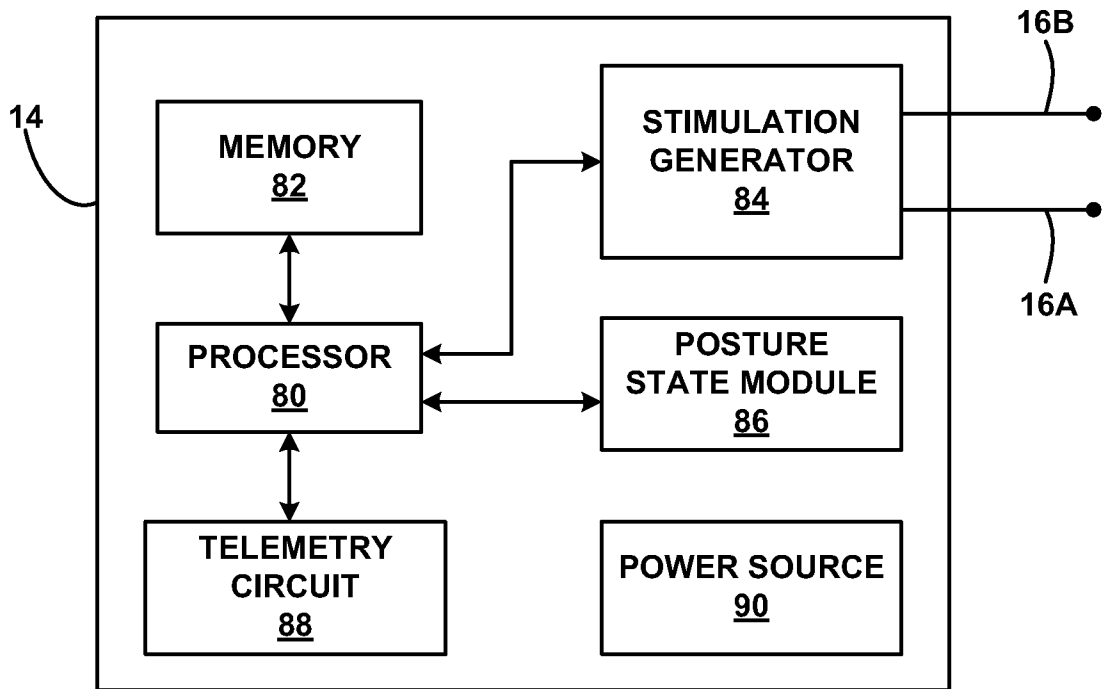 16B
14
MEMORY
82
STIMULATION
GENERATOR
84
16A
PROCESSOR
80
POSTURE
STATE MODULE
86
TELEMETRY
CIRCUIT
88
POWER SOURCE
90